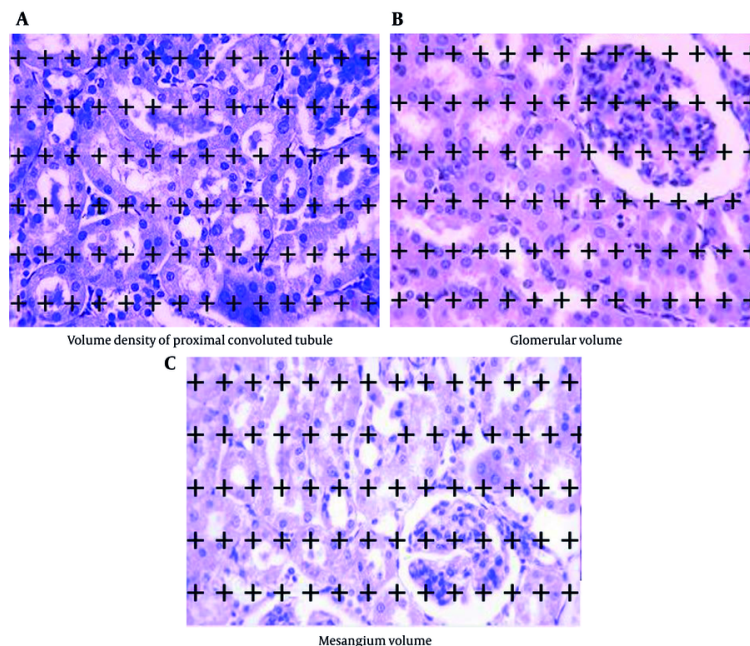 A
B
Volume density of proximal convoluted tubule
Glomerular volume
C
Mesangium volume